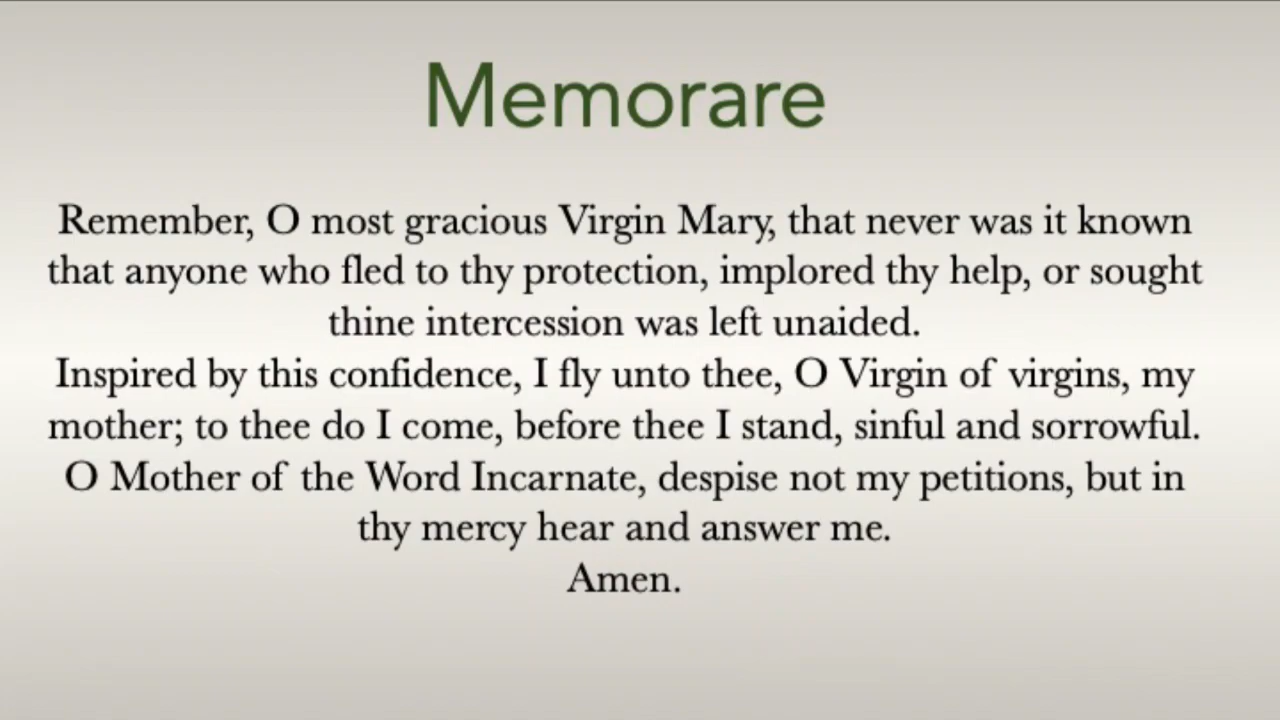 Memorare
Remember, O most gracious Virgin Mary, that never was it known
that anyone who fled to thy protection, implored thy help, or sought
thine intercession was left unaided.
Inspired by this confidence, I fly unto thee, O Virgin of virgins, my
mother; to thee do I come, before thee I stand, sinful and sorrowful.
O Mother of the Word Incarnate, despise not my petitions, but in
thy mercy hear and answer me.
Amen.